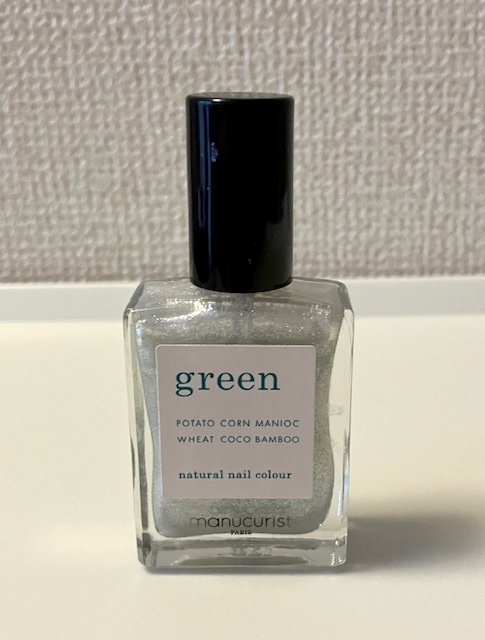 green
POTATO CORN MANIOC
WHEAT COCO BAMBOO
natural nail colour
manucurist
PARIS